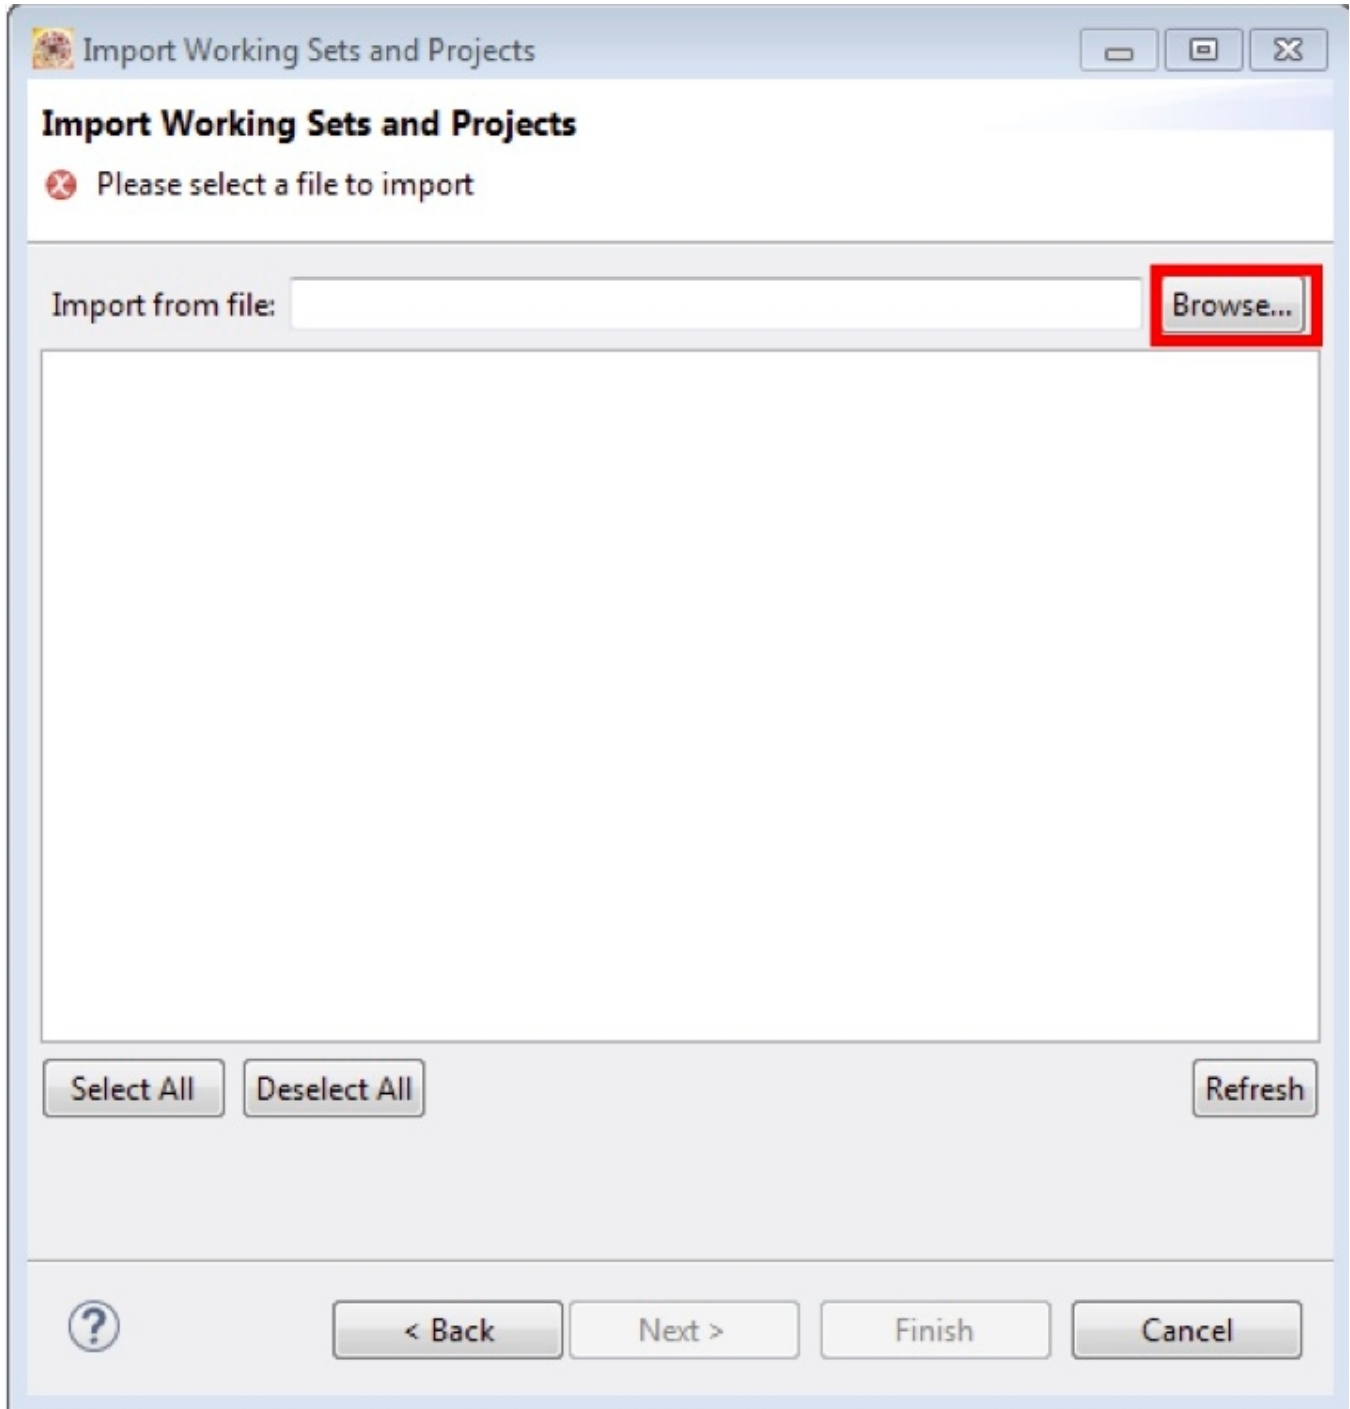 Import Working Sets and Projects
Import Working Sets and Projects
Please select a file to import
Import from file: Browse...
Select All Deselect All Refresh
? < Back Next > Finish Cancel